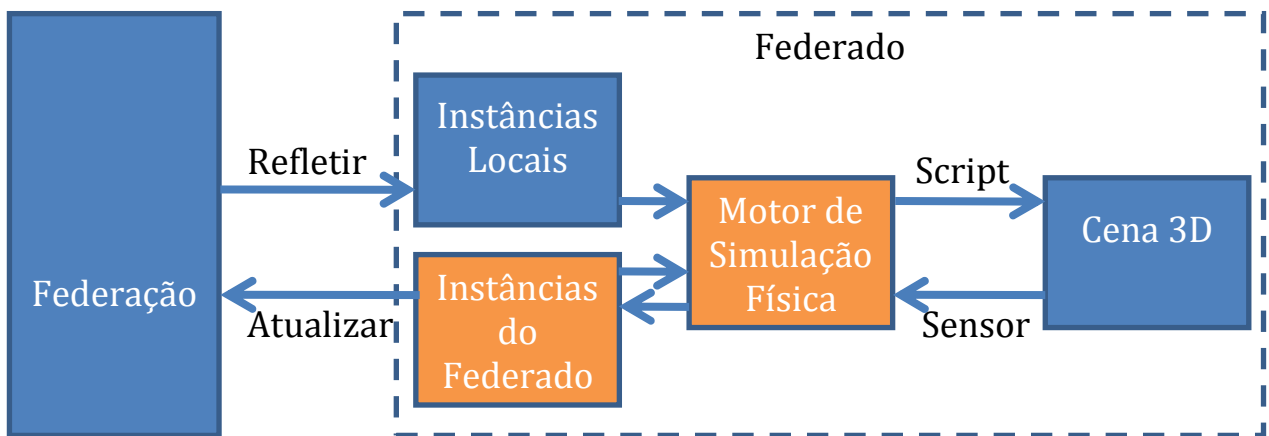 Federado
Instâncias
Locais
Refletir
Script
Motor de
Simulação
Física
Cena 3D
Federação
Instâncias
do
Federado
Atualizar
Sensor